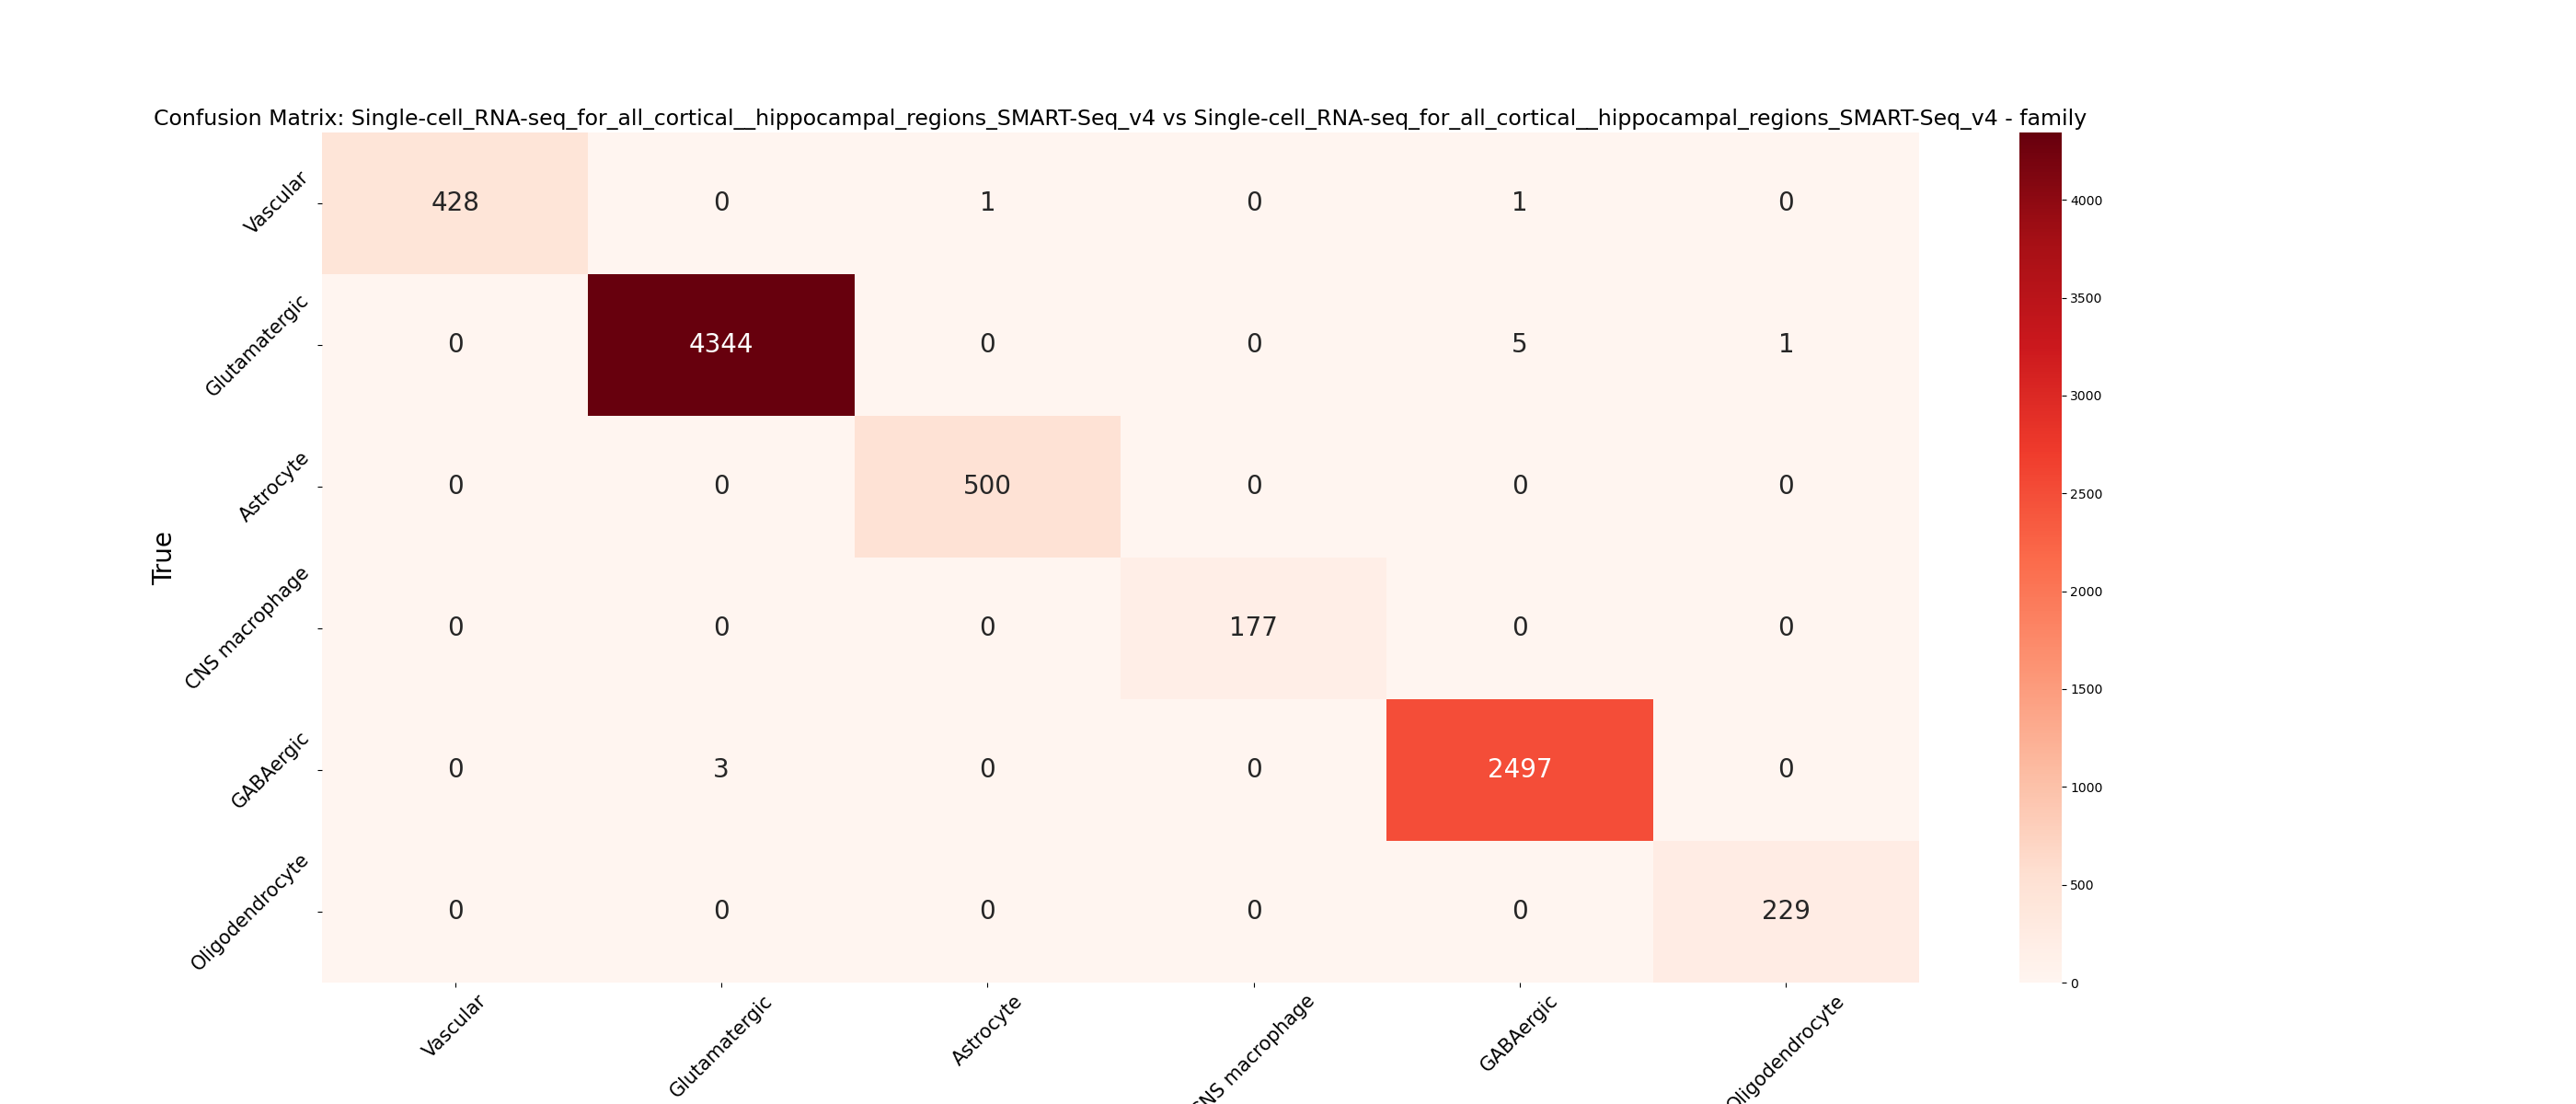 Confusion Matrix: Single-cell_RNA-seq_for_all_cortical__hippocampal_regions_SMART-Seq_v4 vs Single-cell_RNA-seq_for_all_cortical__hippocampal_regions_SMART-Seq_v4 - family
Vascular 428 0 1 0 1 0
Glutamatergic 0 4344 0 0 5 1
Astrocyte 0 0 500 0 0 0
CNS macrophage 0 0 0 177 0 0
GABAergic 0 3 0 0 2497 0
Oligodendrocyte 0 0 0 0 0 229
True
Vascular Glutamatergic Astrocyte CNS macrophage GABAergic Oligodendrocyte
4000
3500
3000
2500
2000
1500
1000
500
0